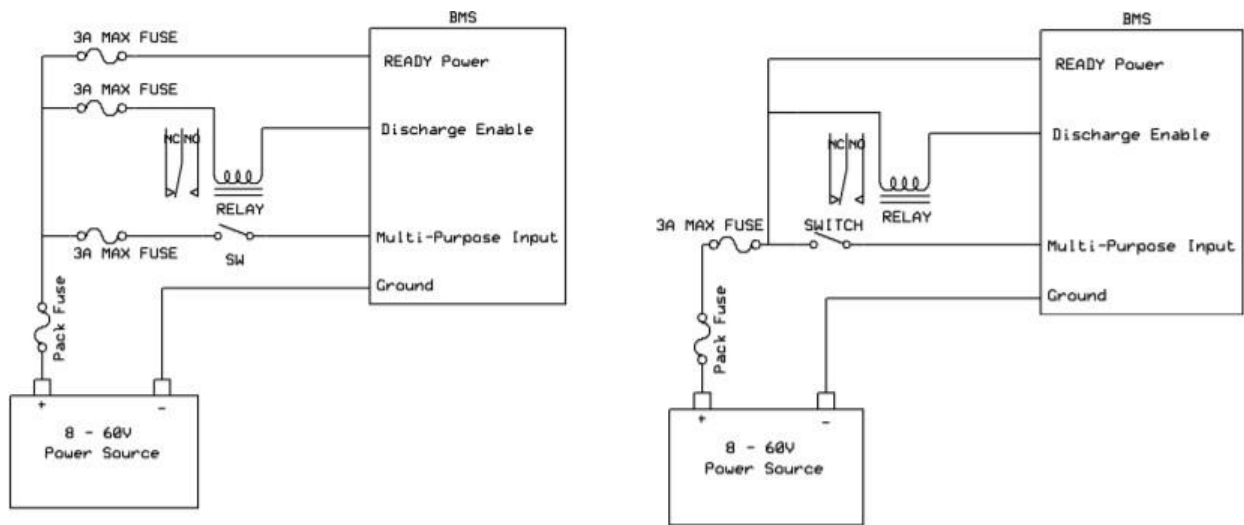 BMS
3A MAX FUSE
READY Power
3A MAX FUSE
Discharge Enable
NC NO
RELAY
Multi-Purpose Input
3A MAX FUSE
SW
Ground
Pack Fuse
+ -
8 - 60V
Power Source
BMS
READY Power
Discharge Enable
NC NO
RELAY
3A MAX FUSE
SWITCH
Multi-Purpose Input
Ground
Pack Fuse
+ -
8 - 60V
Power Source